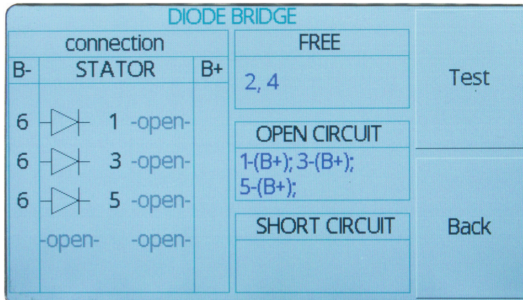 DIODE BRIDGE
connection
B- STATOR B+
6 1 -open-
6 3 -open-
6 5 -open-
-open- -open-
FREE
2, 4
OPEN CIRCUIT
1-(B+); 3-(B+);
5-(B+);
SHORT CIRCUIT
Test
Back